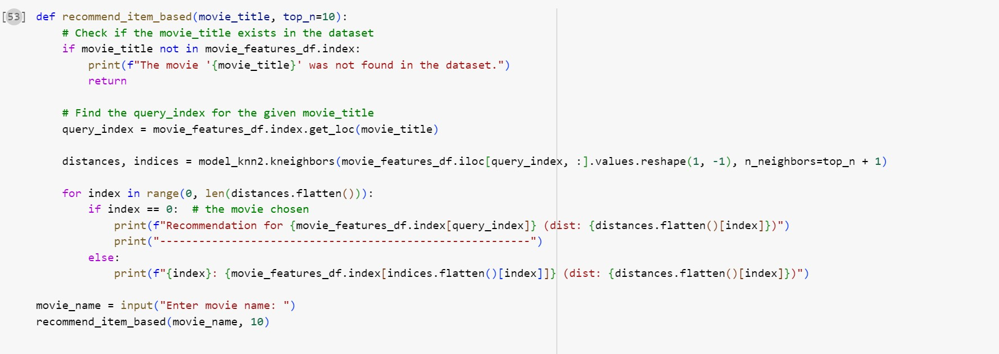 [53] def recommend_item_based(movie_title, top_n=10):
    # Check if the movie_title exists in the dataset
    if movie_title not in movie_features_df.index:
        print(f"The movie '{movie_title}' was not found in the dataset.")
        return
    # Find the query_index for the given movie_title
    query_index = movie_features_df.index.get_loc(movie_title)
    distances, indices = model_knn2.kneighbors(movie_features_df.iloc[query_index, :].values.reshape(1, -1), n_neighbors=top_n + 1)
    for index in range(0, len(distances.flatten())):
        if index == 0:  # the movie chosen
            print(f"Recommendation for {movie_features_df.index[query_index]} (dist: {distances.flatten()[index]})")
            print("---------------------------------------------------------")
        else:
            print(f"{index}: {movie_features_df.index[indices.flatten()[index]]} (dist: {distances.flatten()[index]})")
movie_name = input("Enter movie name: ")
recommend_item_based(movie_name, 10)